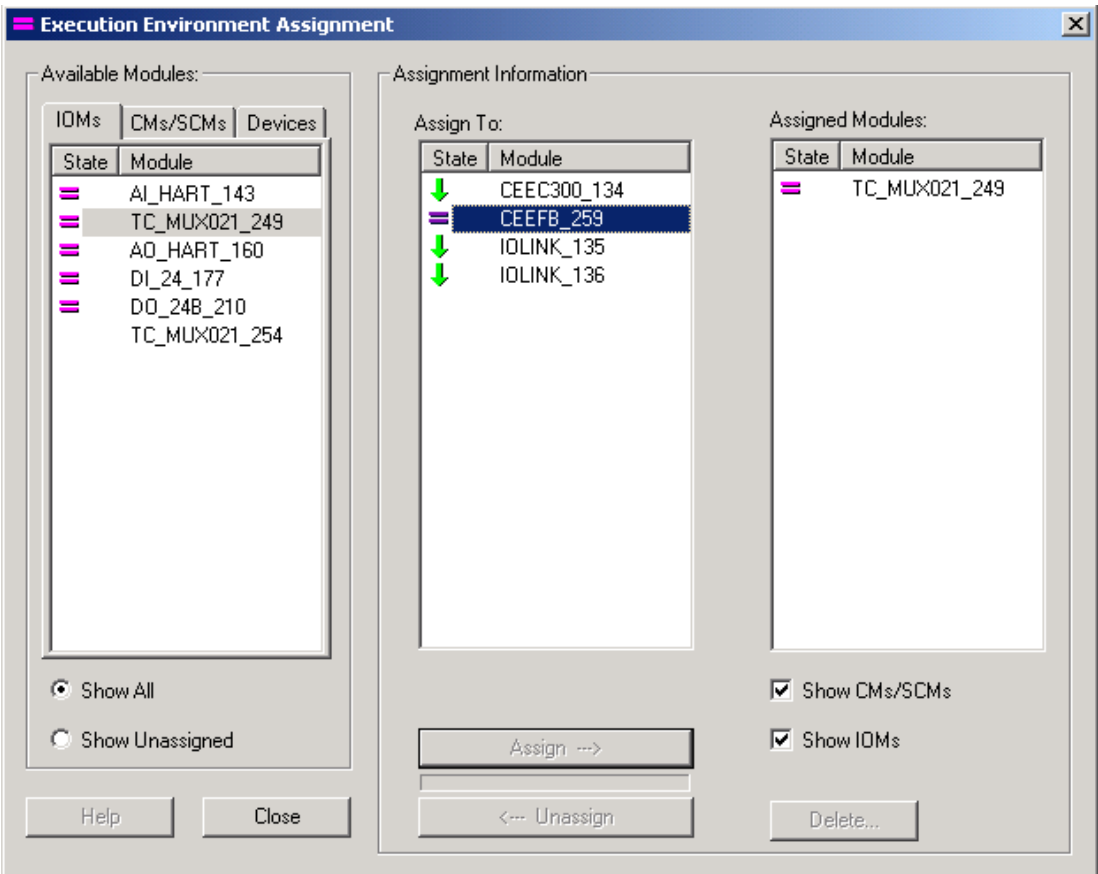 Execution Environment Assignment
Available Modules:
IOMs CMs/SCMs Devices
State Module
AI_HART_143
TC_MUX021_249
AO_HART_160
DI_24_177
DO_24B_210
TC_MUX021_254
Show All
Show Unassigned
Help Close
Assignment Information
Assign To:
State Module
CEEC300_134
CEEFB_259
IOLINK_135
IOLINK_136
Assign --->
<--- Unassign
Assigned Modules:
State Module
TC_MUX021_249
Show CMs/SCMs
Show IOMs
Delete...